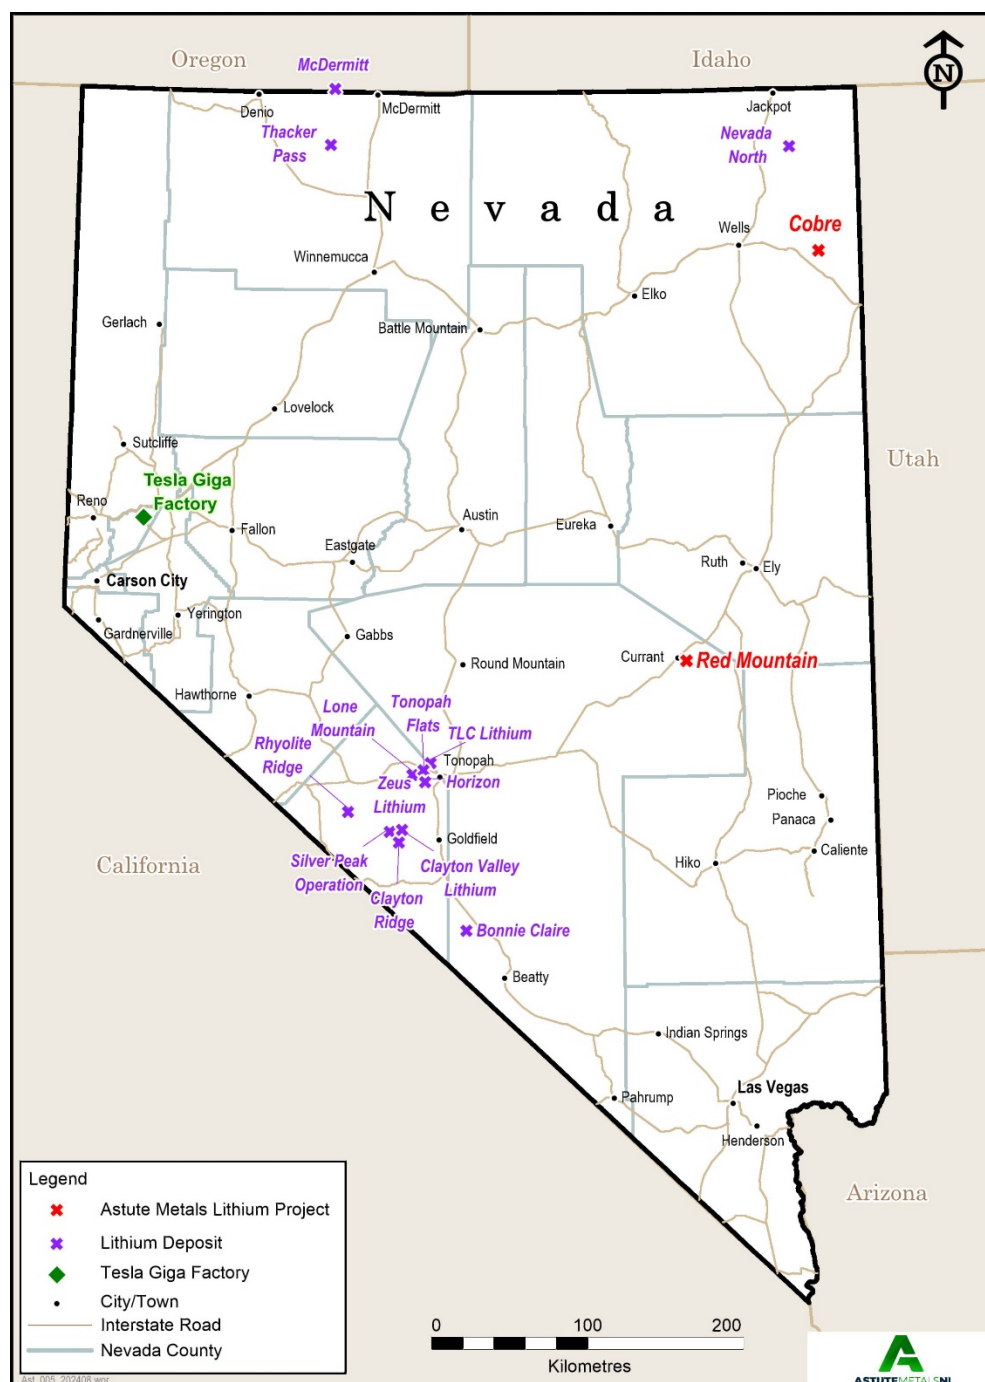 Oregon
Idaho
McDermitt
N
Denio
McDermitt
Jackpot
Thacker
Pass
Nevada
North
Nevada
Cobre
Wells
Winnemucca
Elko
Gerlach
Battle Mountain
Lovelock
Sutcliffe
Utah
Tesla Giga
Factory
Reno
Fallon
Austin
Eureka
Eastgate
Ruth
Ely
Carson City
Yerington
Gardnerville
Gabbs
Currant
Red Mountain
Round Mountain
Hawthorne
Lone
Mountain
Tonopah
Flats
TLC Lithium
Rhyolite
Ridge
Tonopah
Zeus
Lithium
Horizon
Pioche
Panaca
Goldfield
Caliente
California
Silver Peak
Operation
Clayton Valley
Lithium
Hiko
Clayton
Ridge
Bonnie Claire
Beatty
Indian Springs
Las Vegas
Pahrump
Henderson
Arizona
Legend
Astute Metals Lithium Project
Lithium Deposit
Tesla Giga Factory
City/Town
Interstate Road
Nevada County
0 100 200
Kilometres
ASTUTEMETALSNL
Ast_005_202408.wor